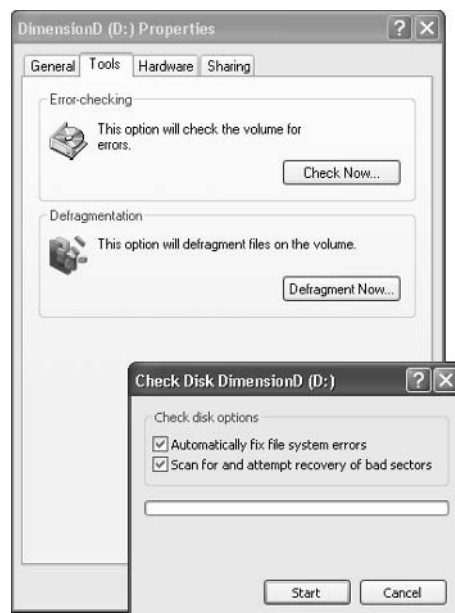 DimensionD (D:) Properties
General Tools Hardware Sharing
Error-checking
This option will check the volume for
errors.
Check Now...
Defragmentation
This option will defragment files on the volume.
Defragment Now...
Check Disk DimensionD (D:)
Check disk options
Automatically fix file system errors
Scan for and attempt recovery of bad sectors
Start Cancel